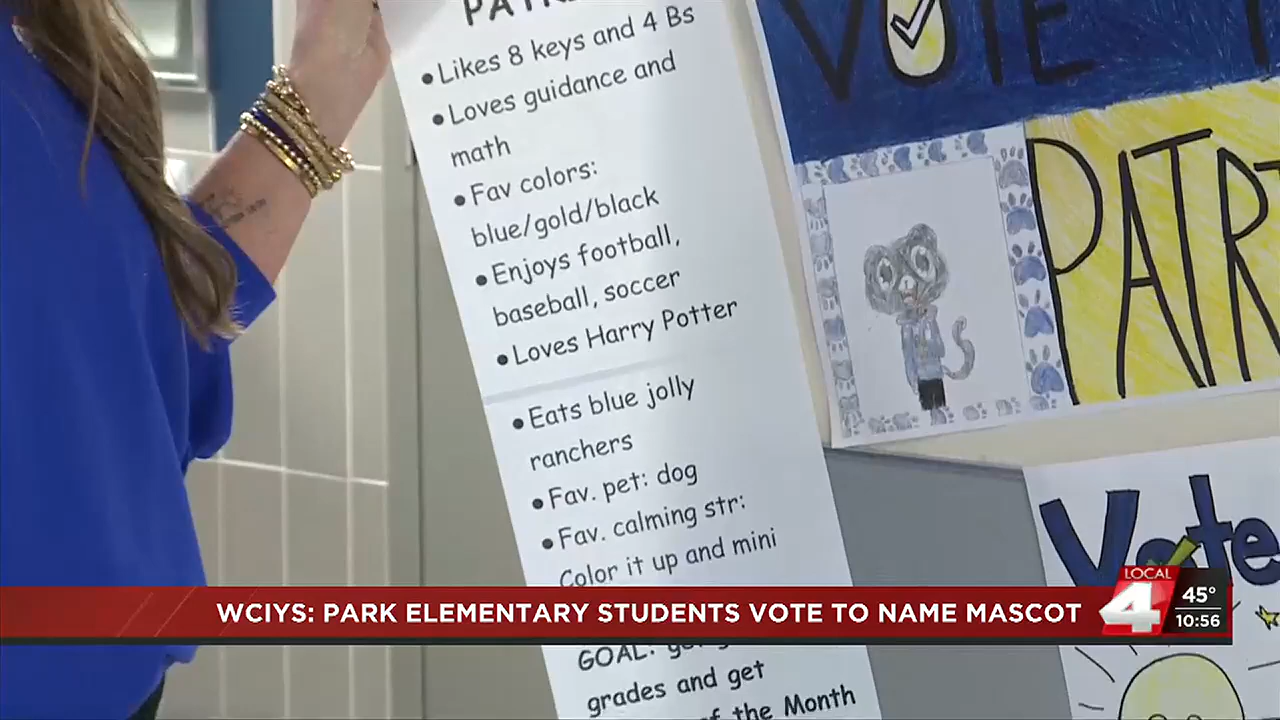 • Likes 8 keys and 4 Bs
• Loves guidance and
math
• Fav colors:
blue/gold/black
• Enjoys football,
baseball, soccer
• Loves Harry Potter
• Eats blue jolly
ranchers
• Fav. pet: dog
• Fav. calming str:
Color it up and mini
GOAL:
grades and get
the Month
VOTE
PATR
Vote
WCIYS: PARK ELEMENTARY STUDENTS VOTE TO NAME MASCOT
LOCAL
4
45°
10:56